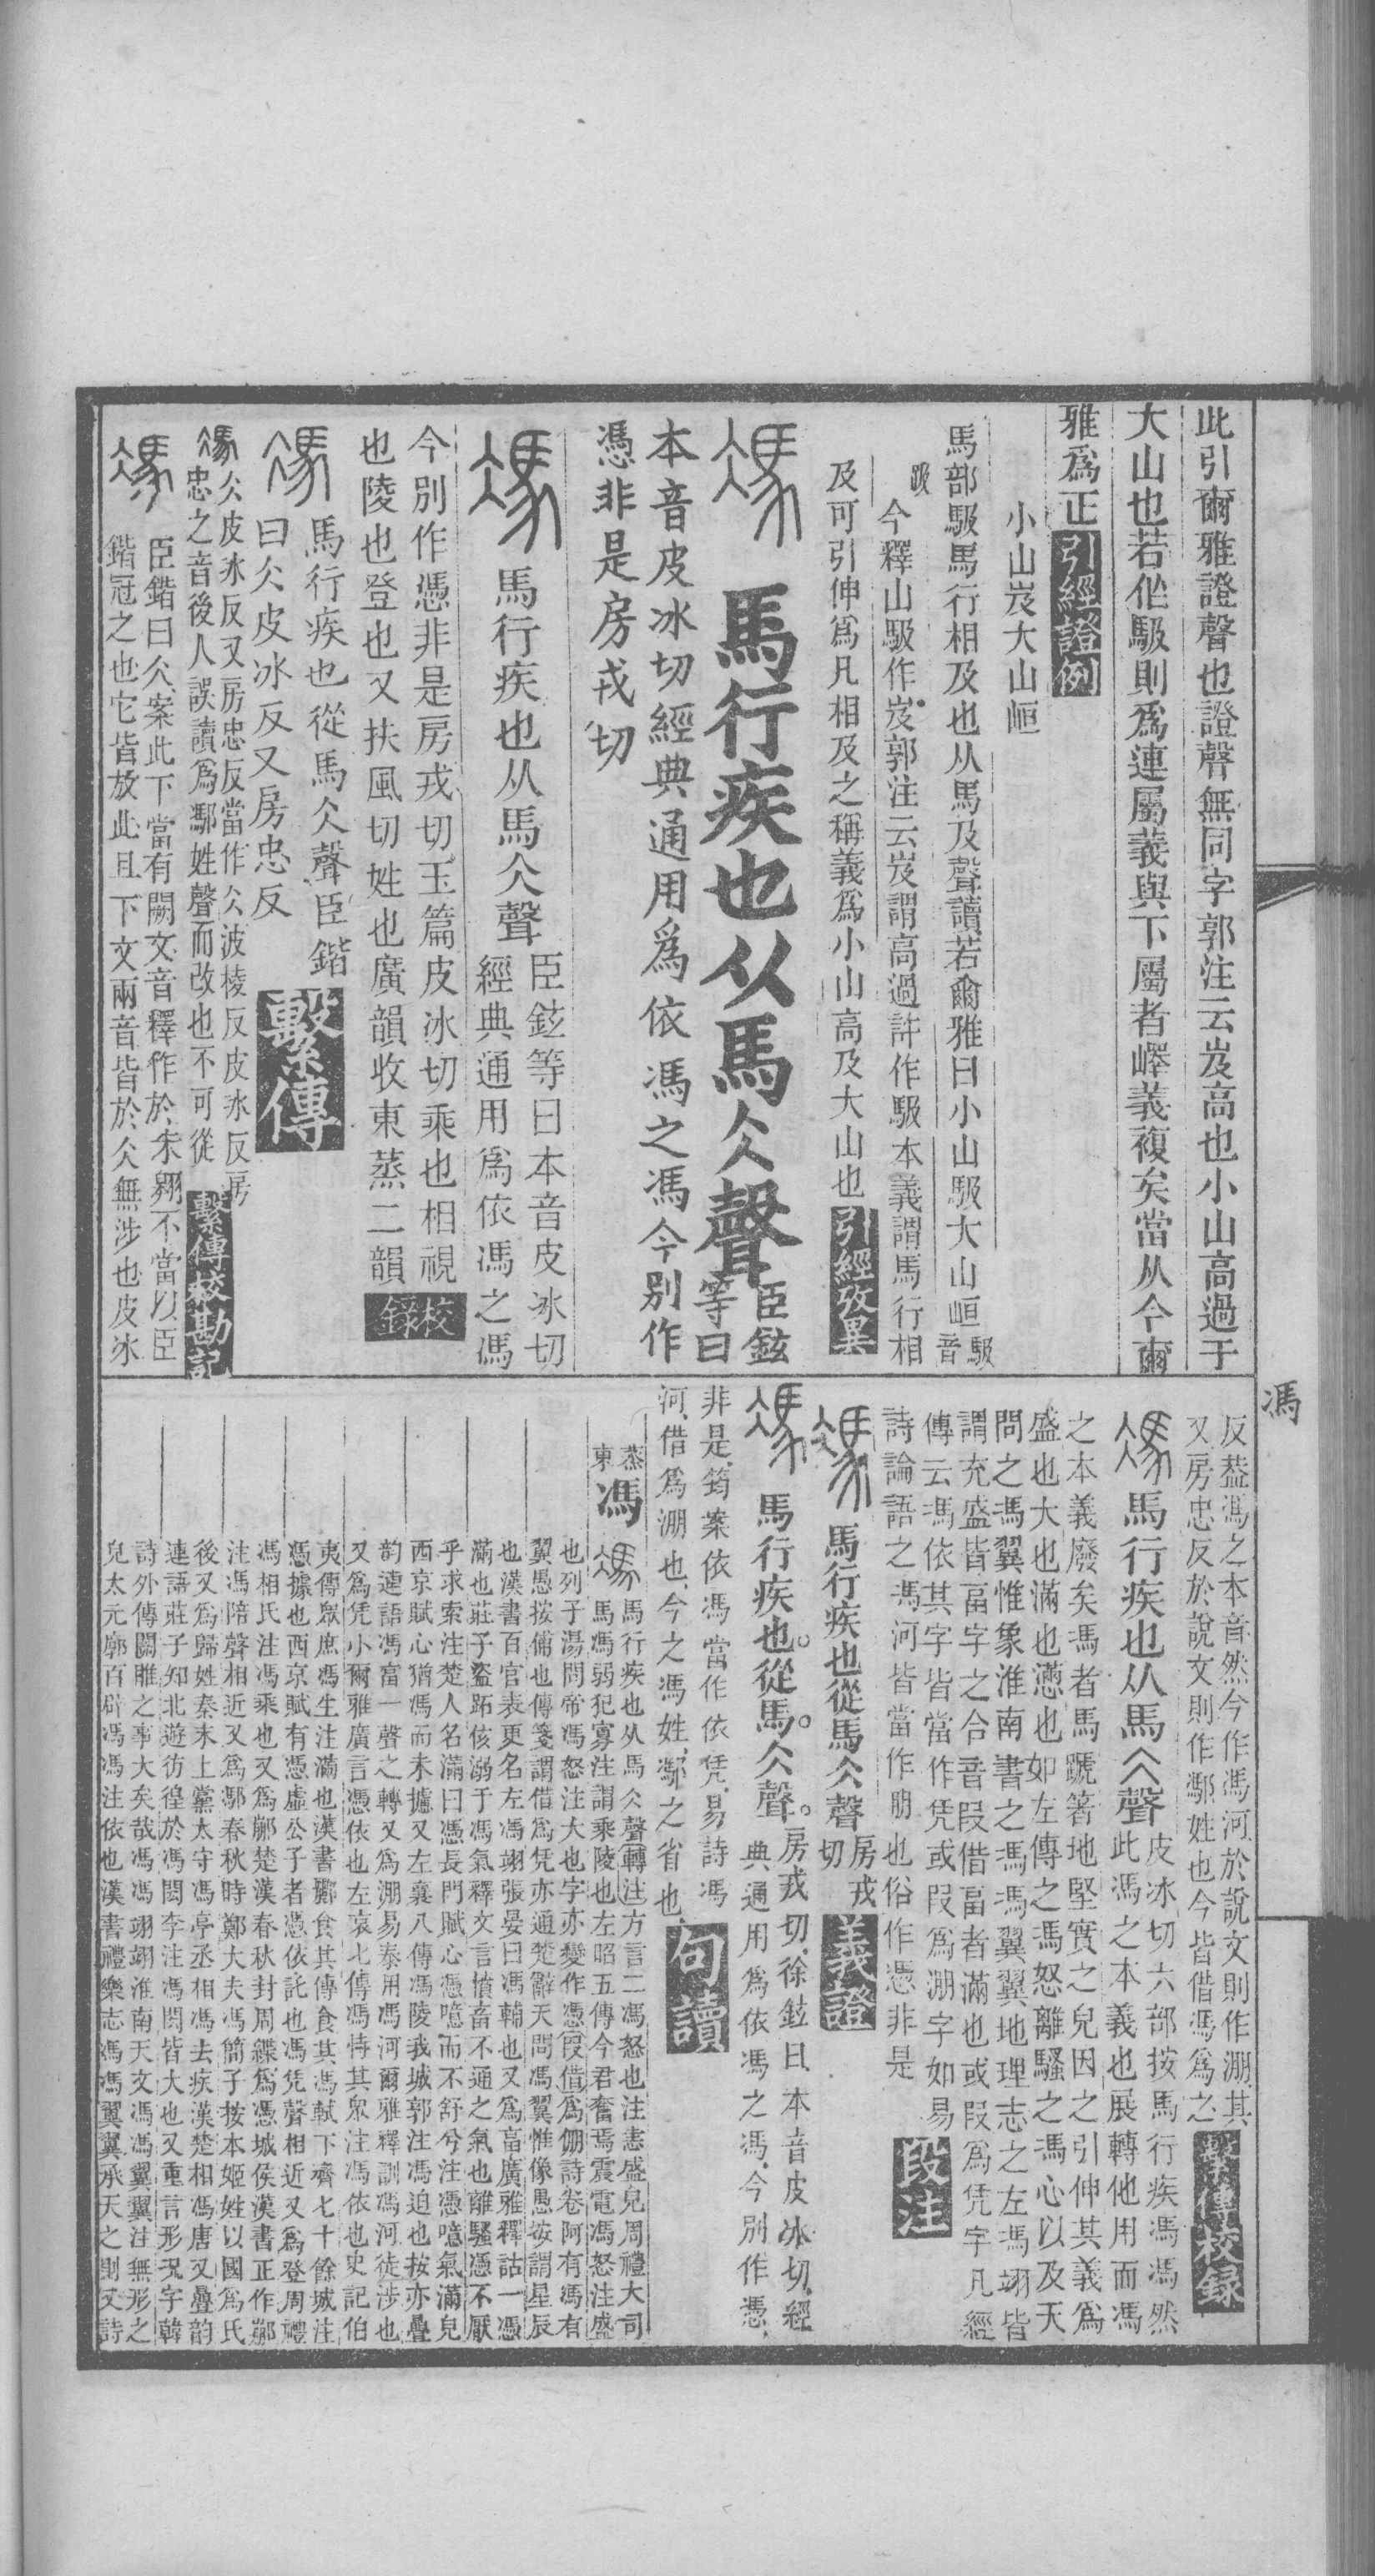 此引爾雅證聲也證聲無同字郭注云岌高也小山高過于
大山也若作馺則爲連屬義與下屬者嶧義複矣當从今爾
雅爲正引經證例
小山岌大山峘
馬部馺馬行相及也从馬及聲讀若爾雅曰小山馺大山峘音馺
今釋山馺作岌郭注云岌謂高過許作馺本義謂馬行相
及可引伸爲凡相及之稱義爲小山高及大山也引經攷異
馬行疾也从馬仌聲臣鉉等曰
本音皮冰切經典通用爲依馮之馮今別作
憑非是房戎切
馬行疾也从馬仌聲臣鉉等曰本音皮冰切
經典通用爲依馮之馮
今別作憑非是房戎切玉篇皮冰切乘也相視
也陵也登也又扶風切姓也廣韻收東蒸二韻校錄
馬行疾也從馬仌聲臣鍇
曰仌皮冰反又房忠反繫傳
仌皮冰反又房忠反當作仌波棱反皮冰反房
忠之音後人誤讀爲鄸姓聲而改也不可從繫傳校勘記
臣鍇曰仌案此下當有闕文音釋作於朱翱不當以臣
鍇冠之也它皆放此且下文兩音皆於仌無涉也皮冰
馮
反葢馮之本音然今作馮河於說文則作淜其
又房忠反於說文則作鄸姓也今皆借馮爲之繫傳校録
馬行疾也从馬仌聲皮冰切六部按馬行疾馮馮然
此馮之本義也展轉他用而馮
之本義廢矣馮者馬蹏箸地堅實之皃因之引伸其義爲
盛也大也滿也懣也如左傳之馮怒離騷之馮心以及天
問之馮翼惟象淮南書之馮馮翼翼地理志之左馮翊皆
謂充盛皆畐字之合音叚借畐者滿也或叚爲凭字凡經
傳云馮依其字皆當作凭或叚爲淜字如易
詩論語之馮河皆當作淜也俗作憑非是段注
馬行疾也從馬仌聲房戎切義證
馬行疾也。從馬。仌聲。房戎切、徐鉉曰本音皮冰切、經
典通用爲依馮之馮、今別作憑、
非是、筠案依馮當作依凭、易詩馮
河、借爲淜也、今之馮姓、鄸之省也、句讀
蒸東馮馬行疾也从馬仌聲轉注方言二馮怒也注恚盛皃周禮大司
馬馮弱犯寡注謂乘陵也左昭五傳今君奮焉震電馮怒注盛
也列子湯問帝馮怒注大也字亦變作憑叚借爲倗詩卷阿有馮有
翼愚按俌也傳箋謂借爲凭亦通楚辭天問馮翼惟像愚按謂星辰
也漢書百官表更名左馮翊張晏曰馮輔也又爲畐廣雅釋詁一憑
滿也莊子盜跖侅溺于馮氣釋文言憤畜不通之氣也離騷憑不厭
乎求索注楚人名滿曰憑長門賦心憑噫而不舒兮注憑噫氣滿皃
西京賦心猶馮而未攄又左襄八傳馮陵我城郭注馮迫也按亦疊
韵連語馮畐一聲之轉又爲淜易泰用馮河爾雅釋訓馮河徒涉也
又爲凭小爾雅廣言憑依也左哀七傳馮恃其眾注馮依也史記伯
夷傳眾庶馮生注滿也漢書酈食其傳食其馮軾下齊七十餘城注
憑據也西京賦有憑虛公子者憑依託也馮凭聲相近又爲登周禮
馮相氏注馮乘也又爲䣙楚漢春秋封周緤爲憑城侯漢書正作䣙
注馮陪聲相近又爲鄸春秋時鄭大夫馮簡子按本姬姓以國爲氏
後又爲歸姓秦末上黨太守馮亭丞相馮去疾漢楚相馮唐又疊韵
連語莊子知北遊彷徨於馮閎李注馮閎皆大也又重言形況字韓
詩外傳關雎之事大矣哉馮馮翊翊淮南天文馮馮翼翼注無形之
皃太元廓百辟馮馮注依也漢書禮樂志馮馮翼翼承天之則又詩